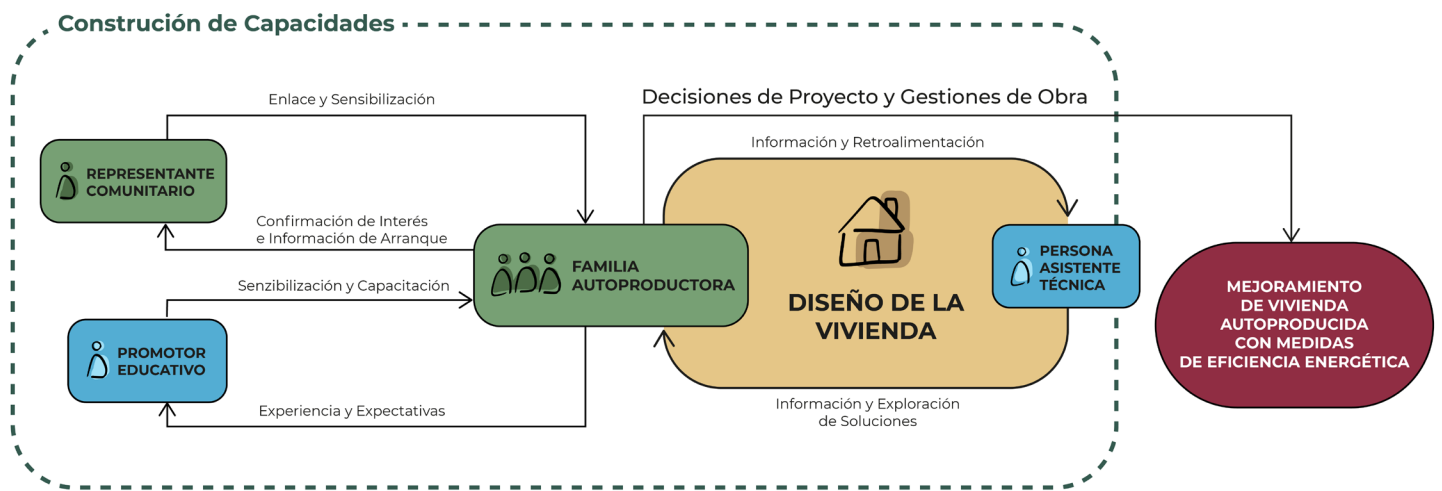 Construción de Capacidades
Enlace y Sensibilización
Decisiones de Proyecto y Gestiones de Obra
Información y Retroalimentación
REPRESENTANTE
COMUNITARIO
Confirmación de Interés
e Información de Arranque
FAMILIA
AUTOPRODUCTORA
PERSONA
ASISTENTE
TÉCNICA
Senzibilización y Capacitación
DISEÑO DE LA
VIVIENDA
MEJORAMIENTO
DE VIVIENDA
AUTOPRODUCIDA
CON MEDIDAS
DE EFICIENCIA ENERGÉTICA
PROMOTOR
EDUCATIVO
Experiencia y Expectativas
Información y Exploración
de Soluciones